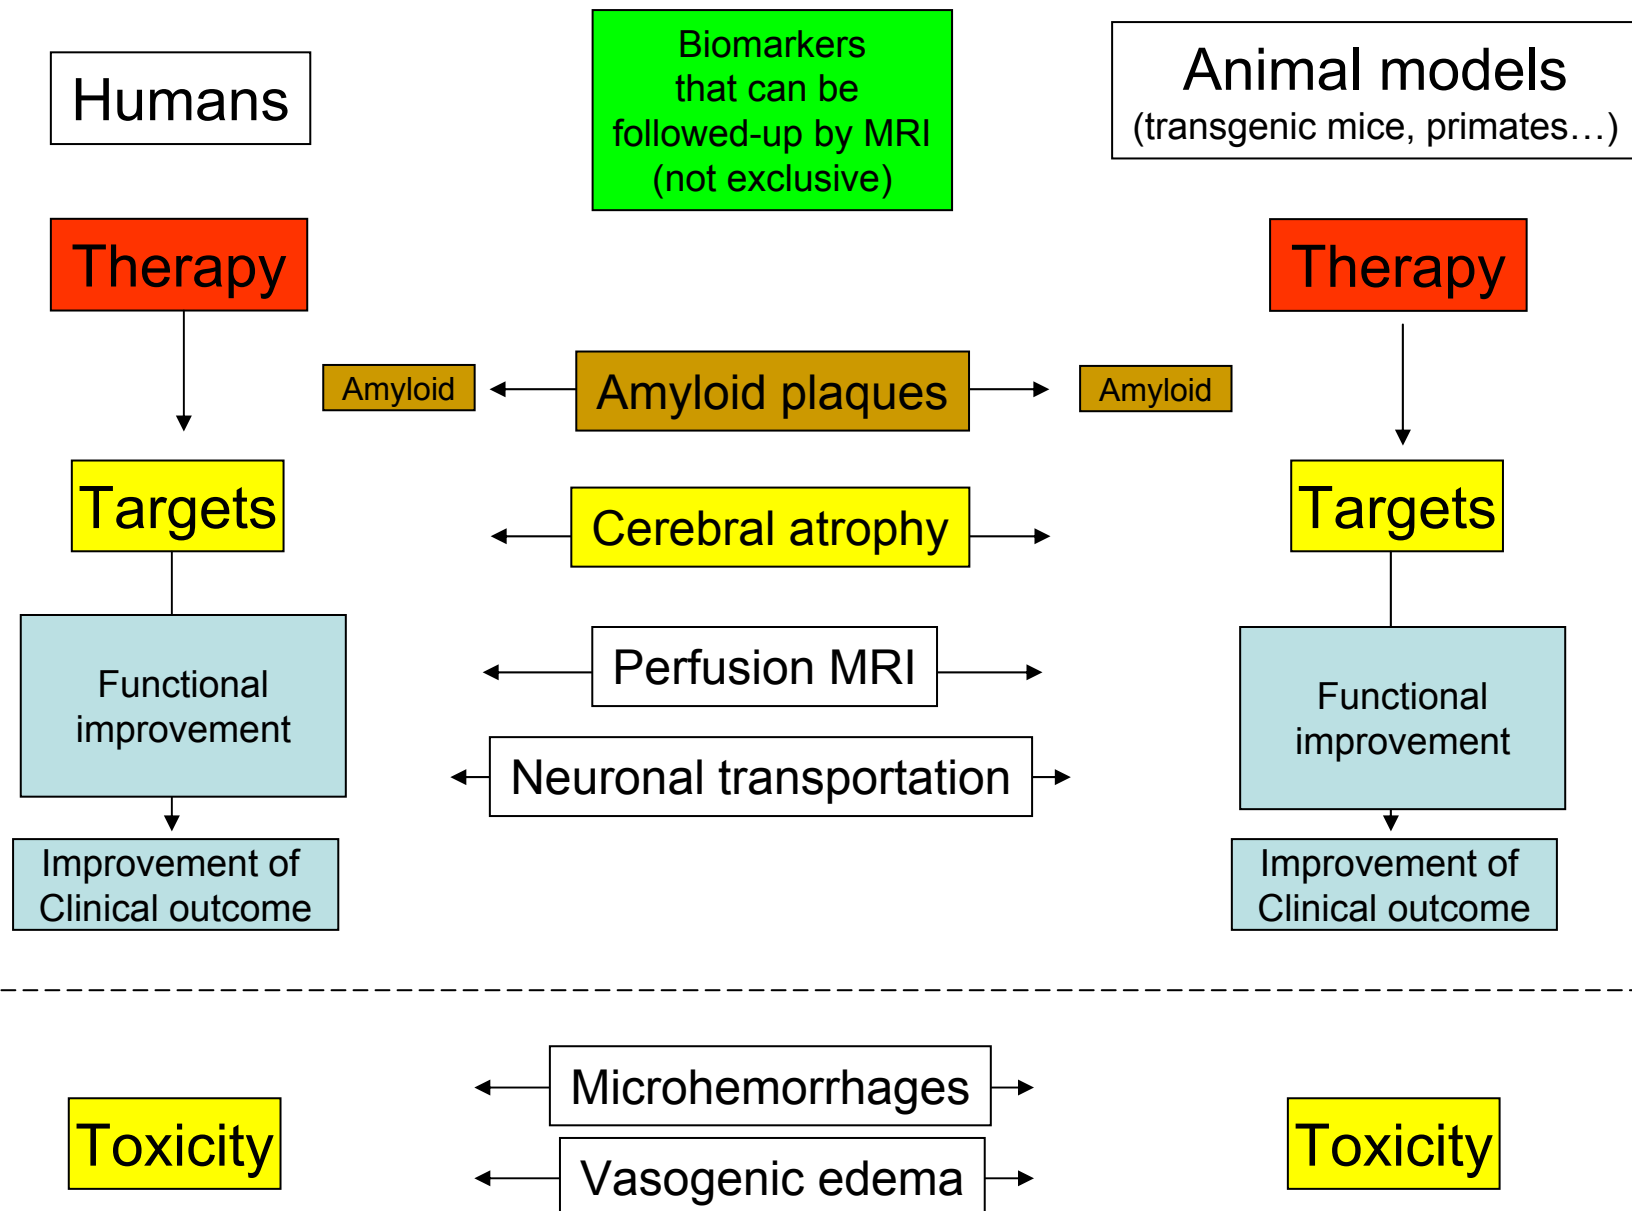 Humans
Biomarkers
that can be
followed-up by MRI
(not exclusive)
Animal models
(transgenic mice, primates…)
Therapy
Therapy
Amyloid
Amyloid plaques
Amyloid
Targets
Cerebral atrophy
Targets
Functional
improvement
Perfusion MRI
Functional
improvement
Neuronal transportation
Improvement of
Clinical outcome
Improvement of
Clinical outcome
Microhemorrhages
Toxicity
Toxicity
Vasogenic edema